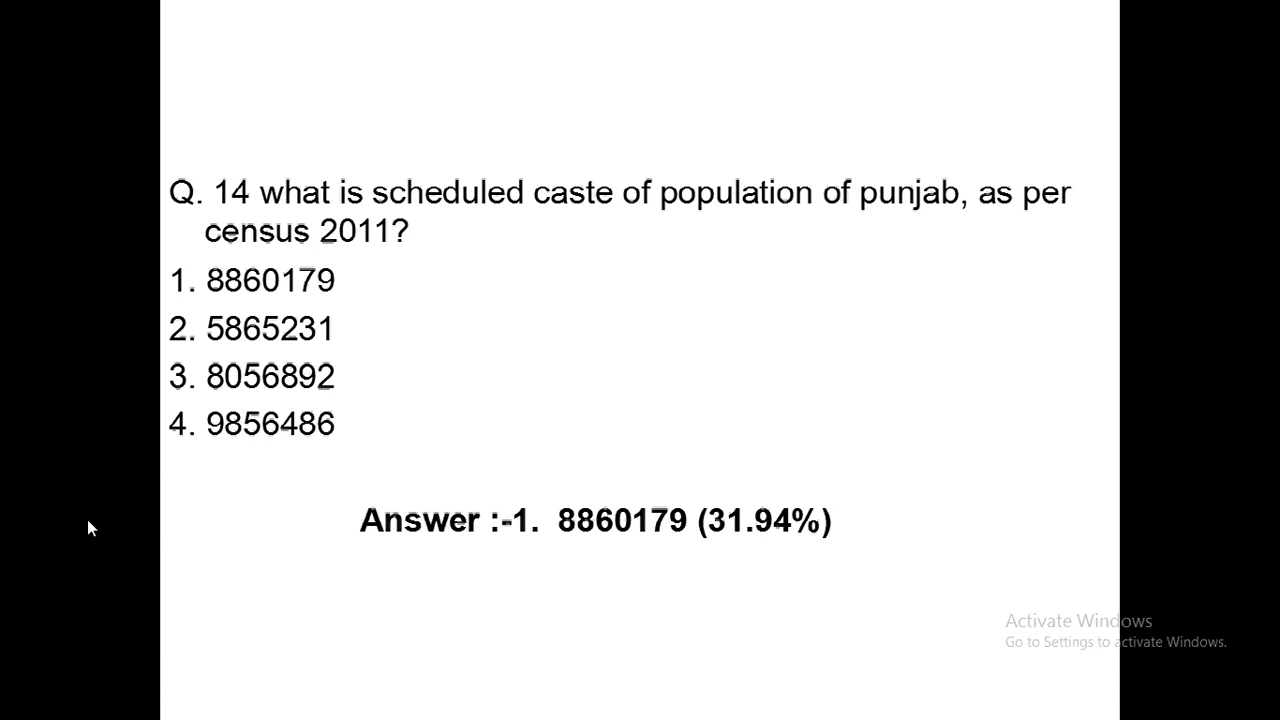 Q. 14 what is scheduled caste of population of punjab, as per
census 2011?
1. 8860179
2. 5865231
3. 8056892
4. 9856486
Answer :-1. 8860179 (31.94%)
Activate Windows
Go to Settings to activate Windows.